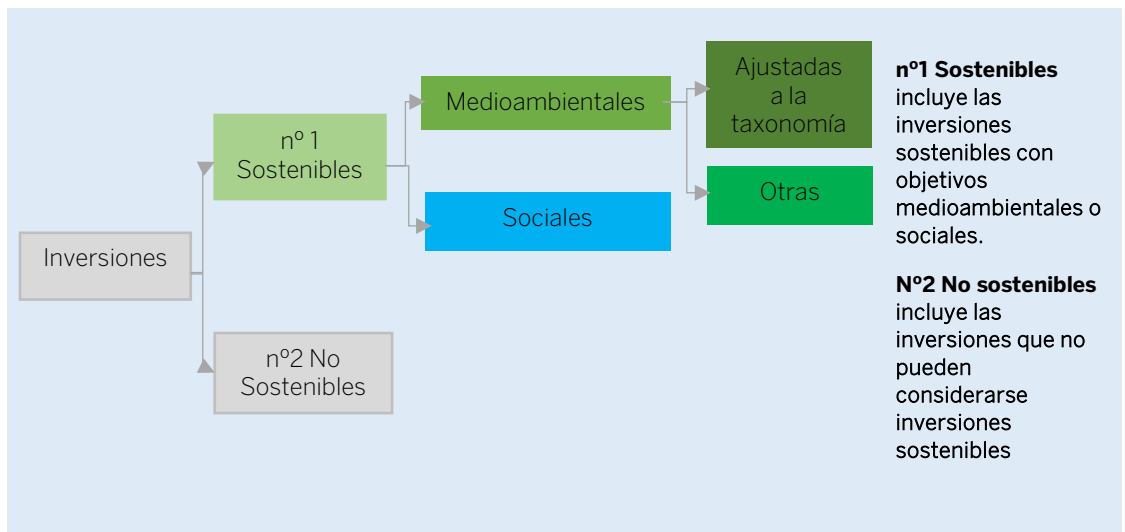 Inversiones
nº 1
Sostenibles
nº2 No
Sostenibles
Medioambientales
Sociales
Ajustadas
a la
taxonomía
Otras
nº1 Sostenibles
incluye las
inversiones
sostenibles con
objetivos
medioambientales o
sociales.
Nº2 No sostenibles
incluye las
inversiones que no
pueden
considerarse
inversiones
sostenibles